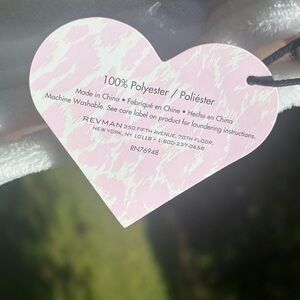 100% Polyester / Poliéster
Made in China • Fabriqué en Chine • Hecho en China
Machine Washable. See care label on product for laundering instructions.
REVMAN 350 FIFTH AVENUE, 70TH FLOOR,
NEW YORK, NY 10118 • 1-800-237-0658
RN76948